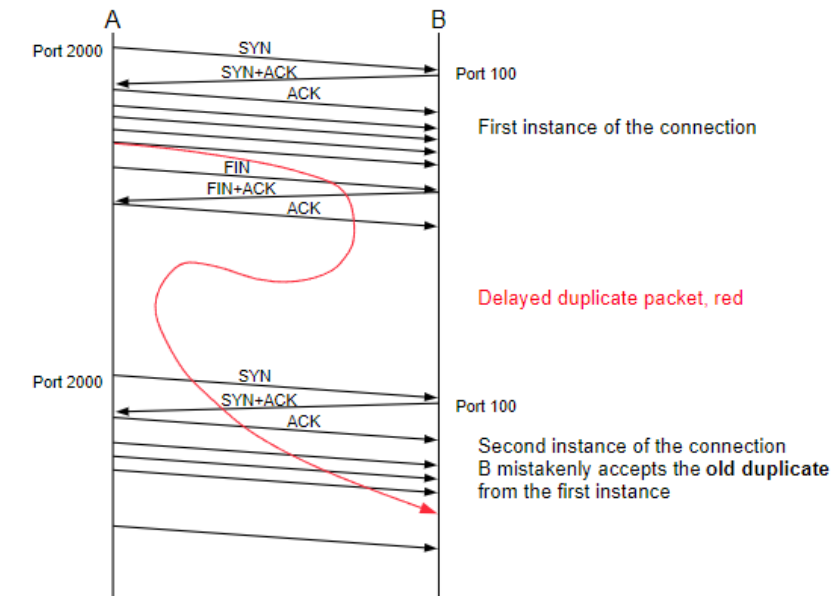 A
B
Port 2000
SYN
SYN+ACK
Port 100
ACK
First instance of the connection
FIN
FIN+ACK
ACK
Delayed duplicate packet, red
Port 2000
SYN
SYN+ACK
Port 100
ACK
Second instance of the connection
B mistakenly accepts the old duplicate
from the first instance